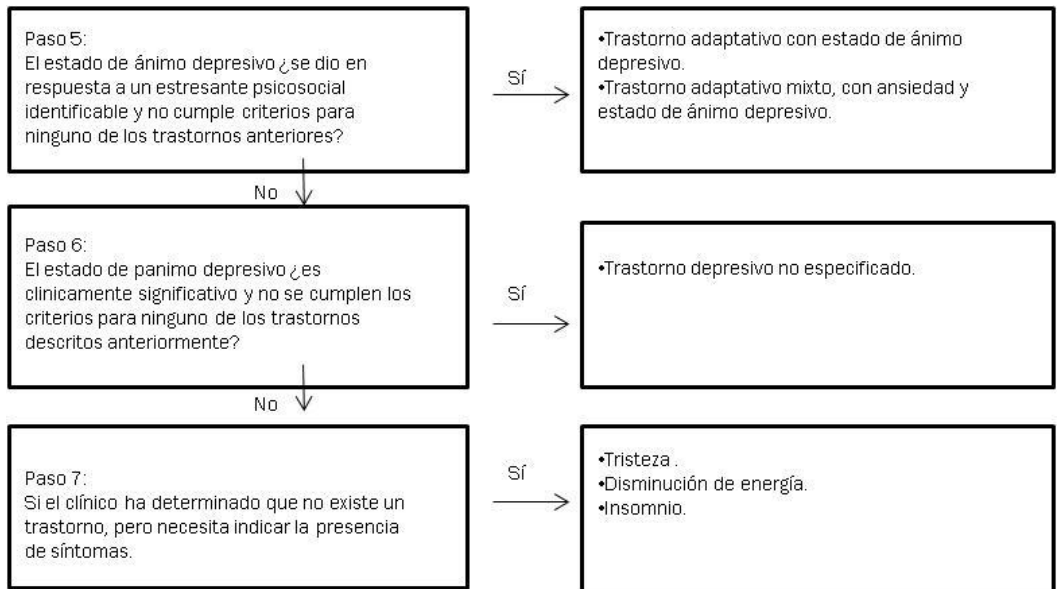 Paso 5:
El estado de ánimo depresivo ¿se dio en
respuesta a un estresante psicosocial
identificable y no cumple criterios para
ninguno de los trastornos anteriores?
Sí
•Trastorno adaptativo con estado de ánimo
depresivo.
•Trastorno adaptativo mixto, con ansiedad y
estado de ánimo depresivo.
No
Paso 6:
El estado de panimo depresivo ¿es
clinicamente significativo y no se cumplen los
criterios para ninguno de los trastornos
descritos anteriormente?
Sí
•Trastorno depresivo no especificado.
No
Paso 7:
Si el clínico ha determinado que no existe un
trastorno, pero necesita indicar la presencia
de síntomas.
Sí
•Tristeza .
•Disminución de energía.
•Insomnio.